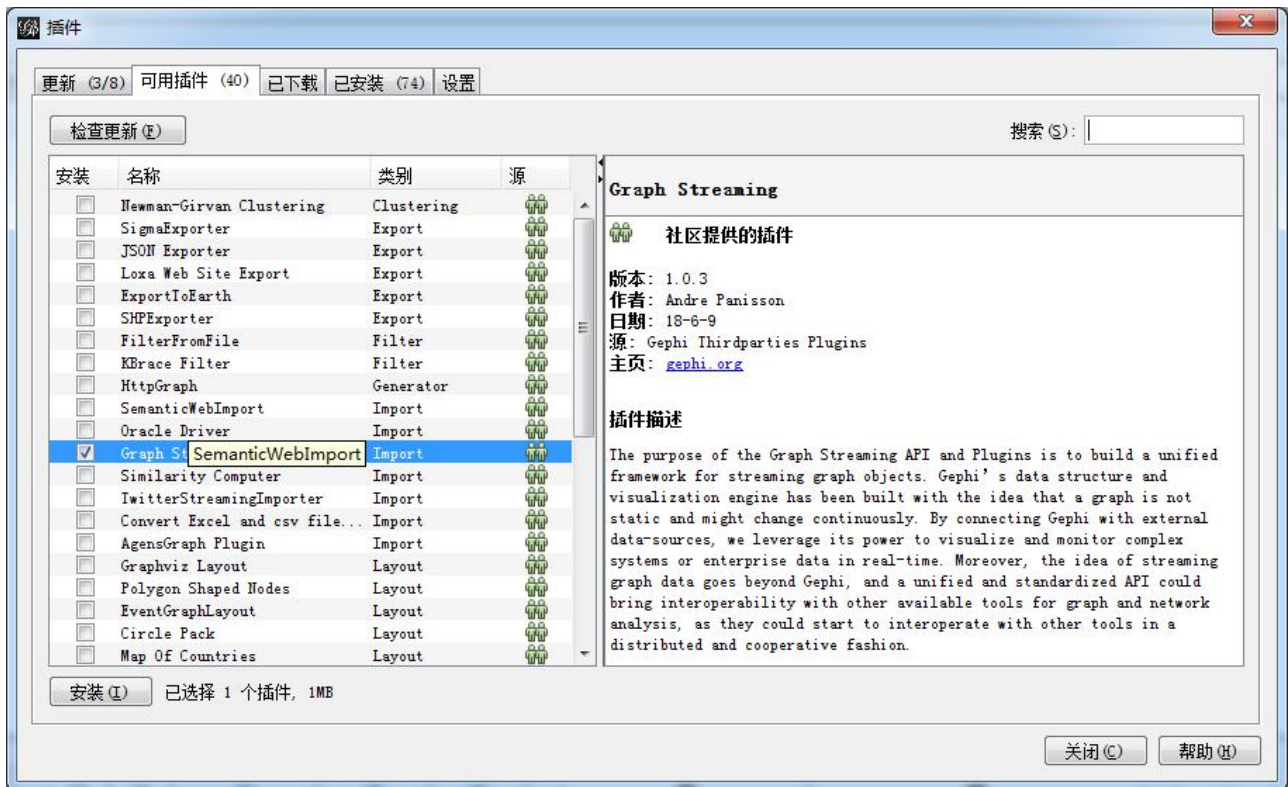 插件
更新 (3/8) 可用插件 (40) 已下载 已安装 (74) 设置
检查更新(F) 搜索(S):
安装 名称 类别 源
Newman-Girvan Clustering Clustering
SigmaExporter Export
JSON Exporter Export
Loxa Web Site Export Export
ExportToEarth Export
SHPExporter Export
FilterFromFile Filter
KBrace Filter Filter
HttpGraph Generator
SemanticWebImport Import
Oracle Driver Import
Graph St SemanticWebImport Import
Similarity Computer Import
TwitterStreamingImporter Import
Convert Excel and csv file... Import
AgensGraph Plugin Import
Graphviz Layout Layout
Polygon Shaped Nodes Layout
EventGraphLayout Layout
Circle Pack Layout
Map Of Countries Layout
Graph Streaming
社区提供的插件
版本: 1.0.3
作者: Andre Panisson
日期: 18-6-9
源: Gephi Thirdparties Plugins
主页: gephi.org
插件描述
The purpose of the Graph Streaming API and Plugins is to build a unified
framework for streaming graph objects. Gephi's data structure and
visualization engine has been built with the idea that a graph is not
static and might change continuously. By connecting Gephi with external
data-sources, we leverage its power to visualize and monitor complex
systems or enterprise data in real-time. Moreover, the idea of streaming
graph data goes beyond Gephi, and a unified and standardized API could
bring interoperability with other available tools for graph and network
analysis, as they could start to interoperate with other tools in a
distributed and cooperative fashion.
安装(I) 已选择 1 个插件, 1MB
关闭(C) 帮助(H)